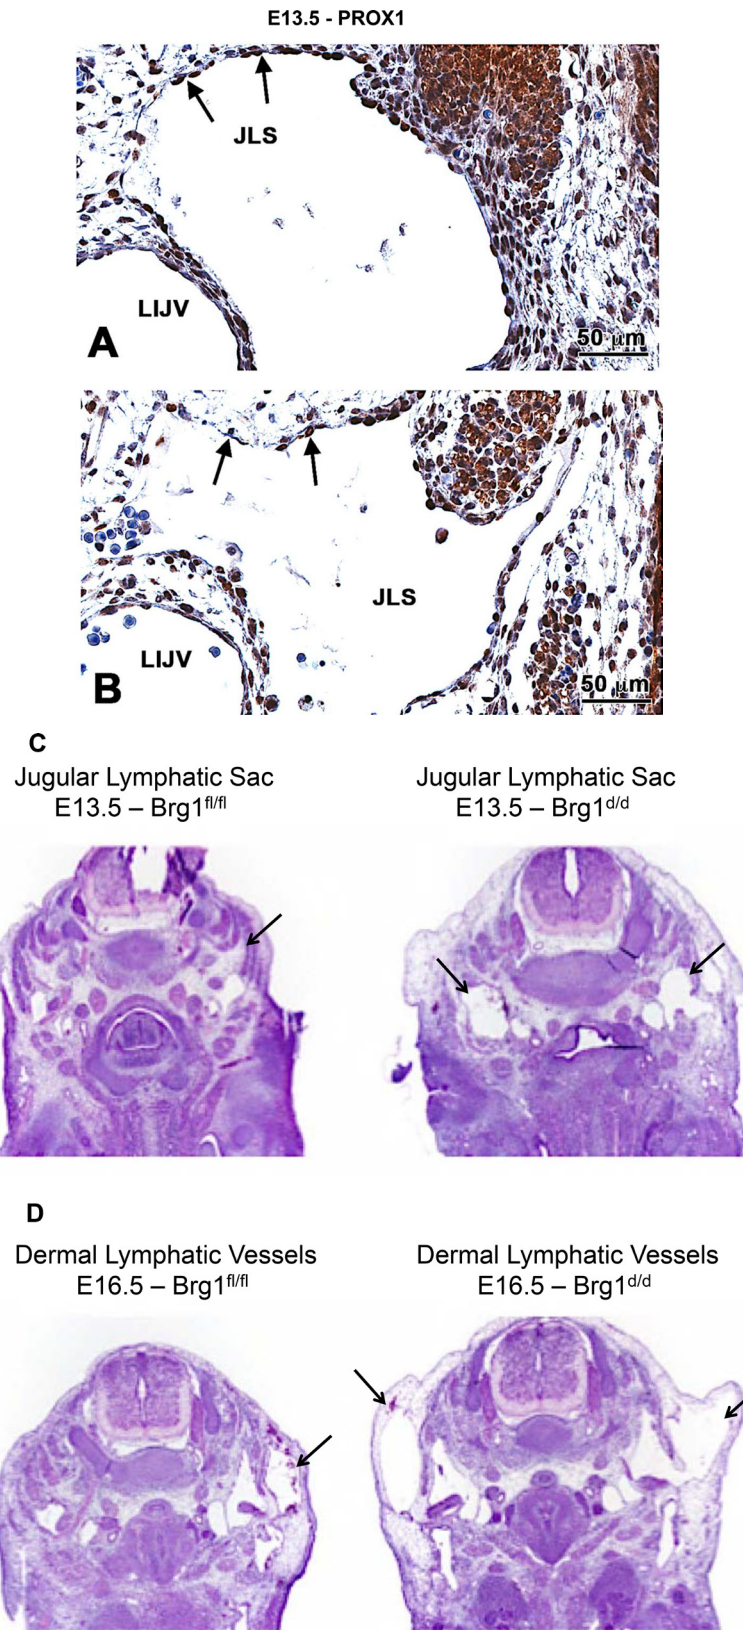 E13.5 - PROX1
JLS
LIJV
A
50 µm
JLS
LIJV
B
50 µm
C
Jugular Lymphatic Sac
E13.5 – Brg1fl/fl
Jugular Lymphatic Sac
E13.5 – Brg1d/d
D
Dermal Lymphatic Vessels
E16.5 – Brg1fl/fl
Dermal Lymphatic Vessels
E16.5 – Brg1d/d